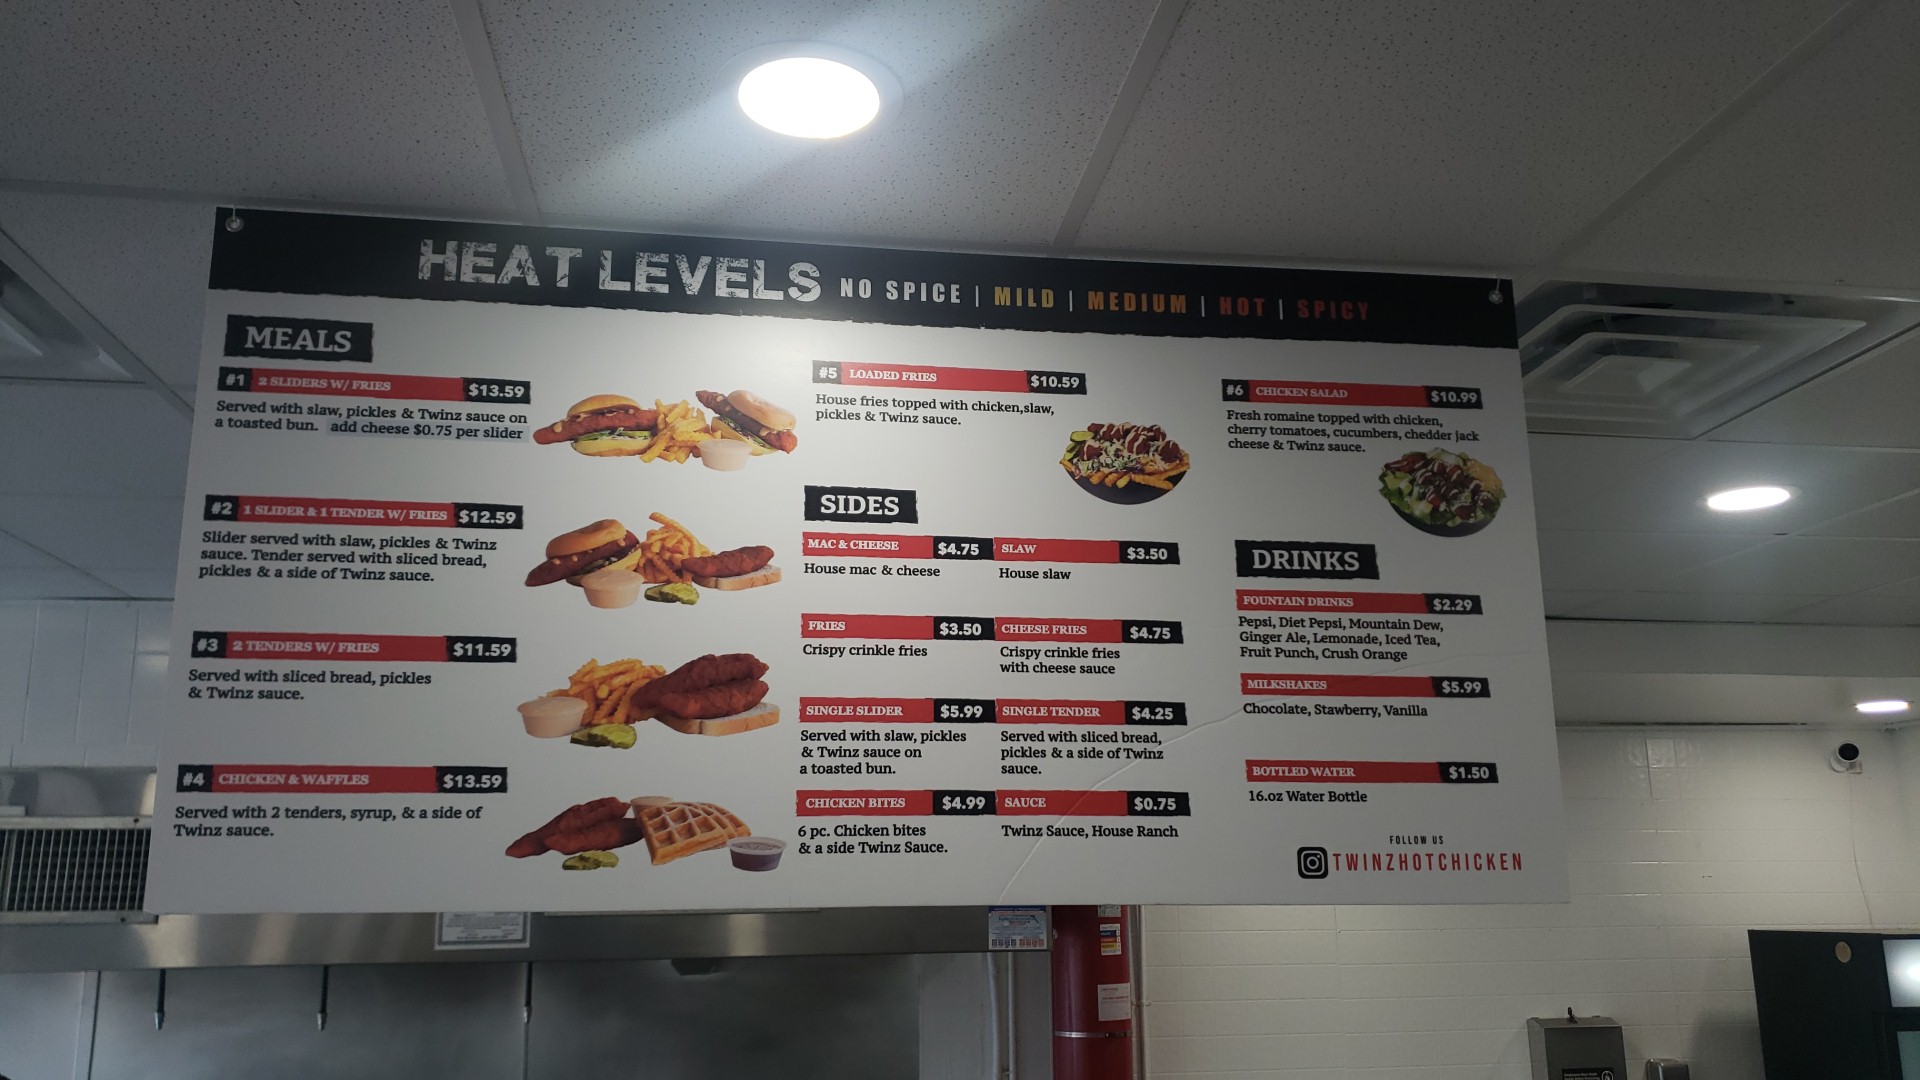 HEAT LEVELS NO SPICE | MILD | MEDIUM | HOT | SPICY
MEALS
#1 2 SLIDERS W/ FRIES $13.59
Served with slaw, pickles & Twinz sauce on
a toasted bun. add cheese $0.75 per slider
#2 1 SLIDER & 1 TENDER W/ FRIES $12.59
Slider served with slaw, pickles & Twinz
sauce. Tender served with sliced bread,
pickles & a side of Twinz sauce.
#3 2 TENDERS W/ FRIES $11.59
Served with sliced bread, pickles
& Twinz sauce.
#4 CHICKEN & WAFFLES $13.59
Served with 2 tenders, syrup, & a side of
Twinz sauce.
#5 LOADED FRIES $10.59
House fries topped with chicken,slaw,
pickles & Twinz sauce.
SIDES
MAC & CHEESE $4.75
House mac & cheese
SLAW $3.50
House slaw
FRIES $3.50
Crispy crinkle fries
CHEESE FRIES $4.75
Crispy crinkle fries
with cheese sauce
SINGLE SLIDER $5.99
Served with slaw, pickles
& Twinz sauce on
a toasted bun.
SINGLE TENDER $4.25
Served with sliced bread,
pickles & a side of Twinz
sauce.
CHICKEN BITES $4.99
6 pc. Chicken bites
& a side Twinz Sauce.
SAUCE $0.75
Twinz Sauce, House Ranch
#6 CHICKEN SALAD $10.99
Fresh romaine topped with chicken,
cherry tomatoes, cucumbers, chedder jack
cheese & Twinz sauce.
DRINKS
FOUNTAIN DRINKS $2.29
Pepsi, Diet Pepsi, Mountain Dew,
Ginger Ale, Lemonade, Iced Tea,
Fruit Punch, Crush Orange
MILKSHAKES $5.99
Chocolate, Stawberry, Vanilla
BOTTLED WATER $1.50
16.oz Water Bottle
FOLLOW US
TWINZHOTCHICKEN